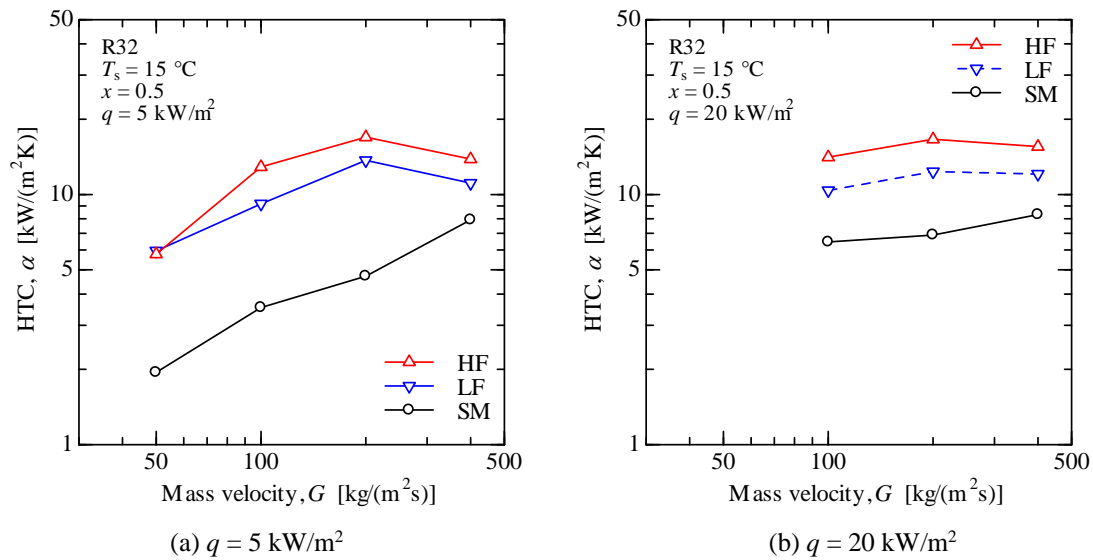 50
10
5
1
HTC, α [kW/(m²K)]
R32
Tₛ = 15 °C
x = 0.5
q = 5 kW/m²
HF
LF
SM
50
100
500
Mass velocity, G [kg/(m²s)]
(a) q = 5 kW/m²
50
10
5
1
HTC, α [kW/(m²K)]
R32
Tₛ = 15 °C
x = 0.5
q = 20 kW/m²
HF
LF
SM
50
100
500
Mass velocity, G [kg/(m²s)]
(b) q = 20 kW/m²